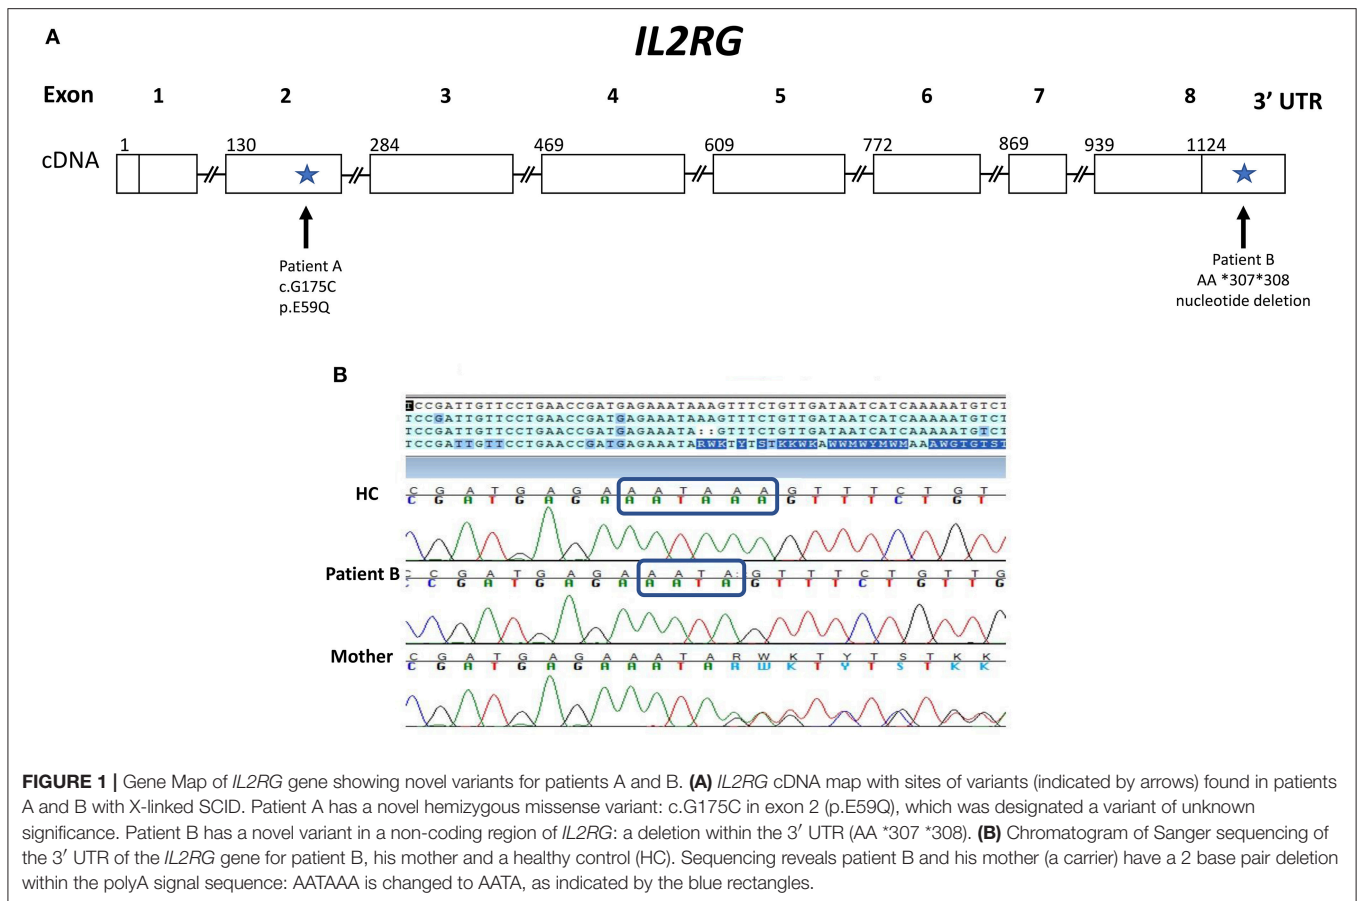 A
IL2RG
Exon 1 2 3 4 5 6 7 8 3′ UTR
cDNA 1 130 284 469 609 772 869 939 1124
Patient A
c.G175C
p.E59Q
Patient B
AA *307*308
nucleotide deletion
B
TCCGATTGTTCCTGAACCGATGAGAAATAAAGTTTCTGTTGATAATCATCAAAAATGTCT
TCCGATTGTTCCTGAACCGATGAGAAATAAAGTTTCTGTTGATAATCATCAAAAATGTCT
TCCGATTGTTCCTGAACCGATGAGAAATA::GTTTCTGTTGATAATCATCAAAAATGTCT
TCCGATTGTTCCTGAACCGATGAGAAATARWKTYTSTKKWKAWWMWYMWMAAAWGTGTST
HC
C G A T G A G A A A T A A A G T T T C T G T
C G A T G A G A A A T A A A G T T T C T G T
Patient B
C C G A T G A G A A A T A : G T T T C T G T T G
C G A T G A G A A A T A G T T T C T G T T G
Mother
C G A T G A G A A A T A R W K T Y T S T K K
C G A T G A G A A A T A R W K T Y T S T K K
FIGURE 1 | Gene Map of IL2RG gene showing novel variants for patients A and B. (A) IL2RG cDNA map with sites of variants (indicated by arrows) found in patients
A and B with X-linked SCID. Patient A has a novel hemizygous missense variant: c.G175C in exon 2 (p.E59Q), which was designated a variant of unknown
significance. Patient B has a novel variant in a non-coding region of IL2RG: a deletion within the 3′ UTR (AA *307 *308). (B) Chromatogram of Sanger sequencing of
the 3′ UTR of the IL2RG gene for patient B, his mother and a healthy control (HC). Sequencing reveals patient B and his mother (a carrier) have a 2 base pair deletion
within the polyA signal sequence: AATAAA is changed to AATA, as indicated by the blue rectangles.